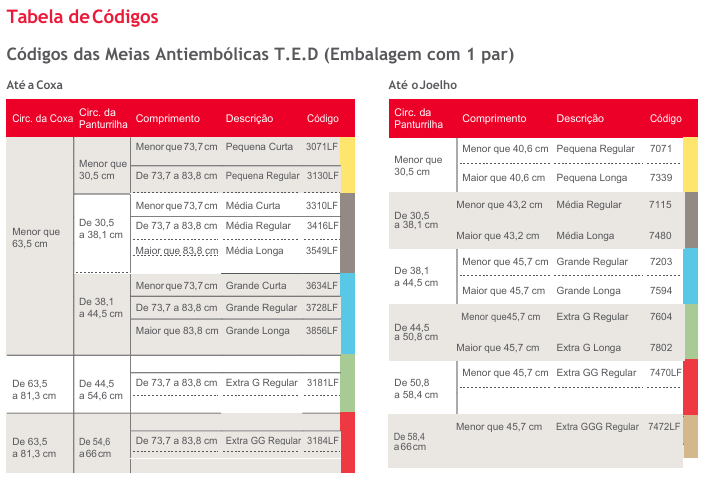 Tabela de Códigos
Códigos das Meias Antiembólicas T.E.D (Embalagem com 1 par)
Até a Coxa
Circ. da Coxa Circ. da Panturrilha Comprimento Descrição Código
Menor que 63,5 cm
Menor que 30,5 cm
Menor que 73,7 cm Pequena Curta 3071LF
De 73,7 a 83,8 cm Pequena Regular 3130LF
De 30,5 a 38,1 cm
Menor que 73,7 cm Média Curta 3310LF
De 73,7 a 83,8 cm Média Regular 3416LF
Maior que 83,8 cm Média Longa 3549LF
De 38,1 a 44,5 cm
Menor que 73,7 cm Grande Curta 3634LF
De 73,7 a 83,8 cm Grande Regular 3728LF
Maior que 83,8 cm Grande Longa 3856LF
De 63,5 a 81,3 cm
De 44,5 a 54,6 cm
De 73,7 a 83,8 cm Extra G Regular 3181LF
De 63,5 a 81,3 cm
De 54,6 a 66 cm
De 73,7 a 83,8 cm Extra GG Regular 3184LF
Até o Joelho
Circ. da Panturrilha Comprimento Descrição Código
Menor que 30,5 cm
Menor que 40,6 cm Pequena Regular 7071
Maior que 40,6 cm Pequena Longa 7339
De 30,5 a 38,1 cm
Menor que 43,2 cm Média Regular 7115
Maior que 43,2 cm Média Longa 7480
De 38,1 a 44,5 cm
Menor que 45,7 cm Grande Regular 7203
Maior que 45,7 cm Grande Longa 7594
De 44,5 a 50,8 cm
Menor que 45,7 cm Extra G Regular 7604
Maior que 45,7 cm Extra G Longa 7802
De 50,8 a 58,4 cm
Menor que 45,7 cm Extra GG Regular 7470LF
De 58,4 a 66 cm
Menor que 45,7 cm Extra GGG Regular 7472LF